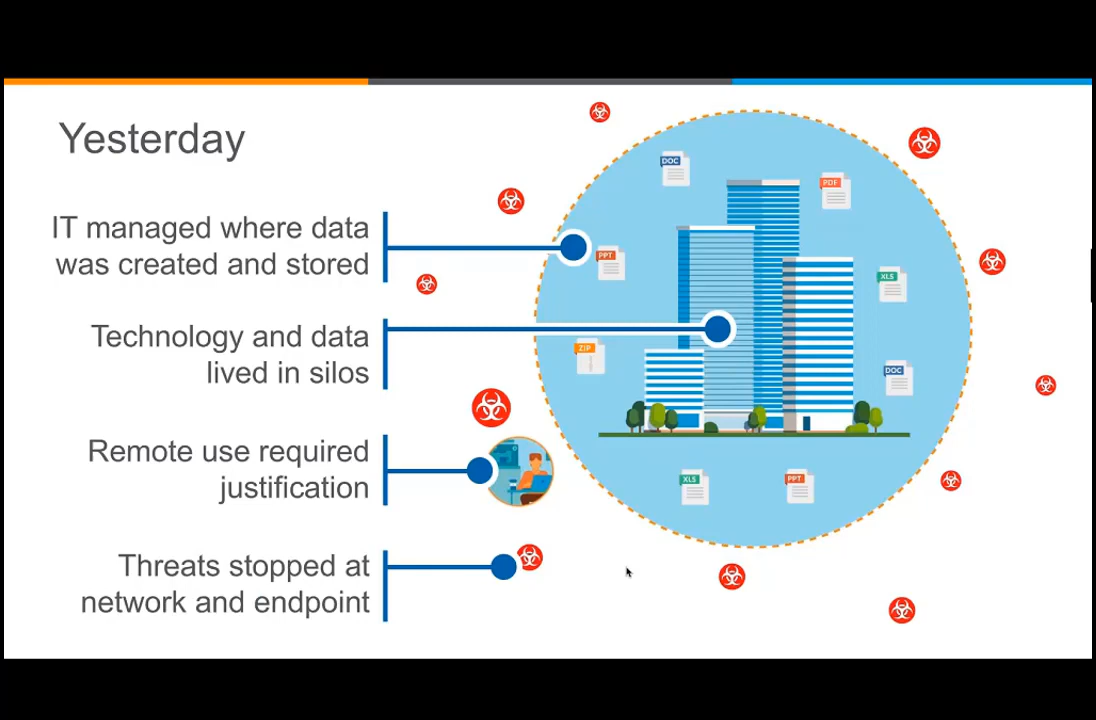 Yesterday
IT managed where data
was created and stored
Technology and data
lived in silos
Remote use required
justification
Threats stopped at
network and endpoint
DOC
PDF
PPT
XLS
ZIP
DOC
XLS
PPT